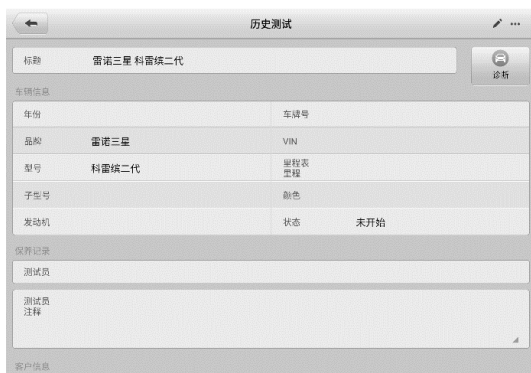 历史测试
标题 雷诺三星 科雷缤二代
诊断
车辆信息
年份 车牌号
品牌 雷诺三星 VIN
型号 科雷缤二代 里程表
里程
子型号 颜色
发动机 状态 未开始
保养记录
测试员
测试员
注释
客户信息